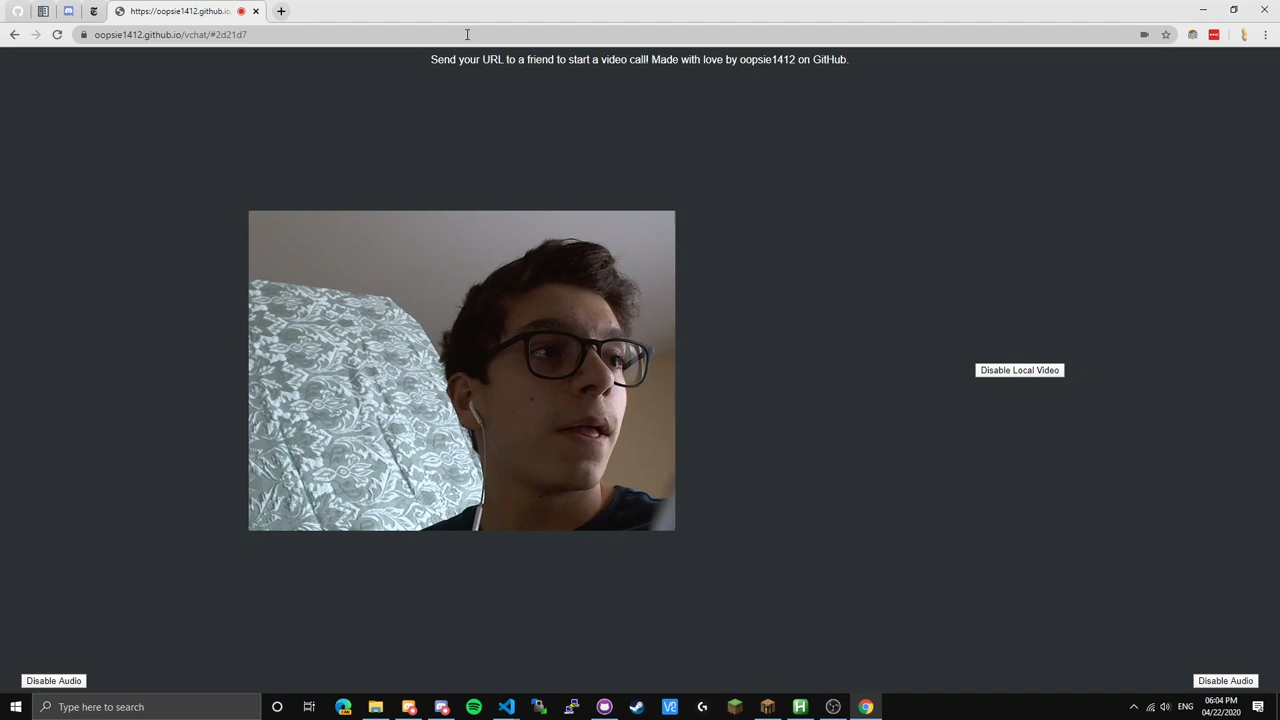 https://oopsie1412.github.io
oopsie1412.github.io/vchat/#2d21d7
Send your URL to a friend to start a video call! Made with love by oopsie1412 on GitHub.
Disable Local Video
Disable Audio
Disable Audio
Type here to search
V2
ENG
06:04 PM
04/22/2020